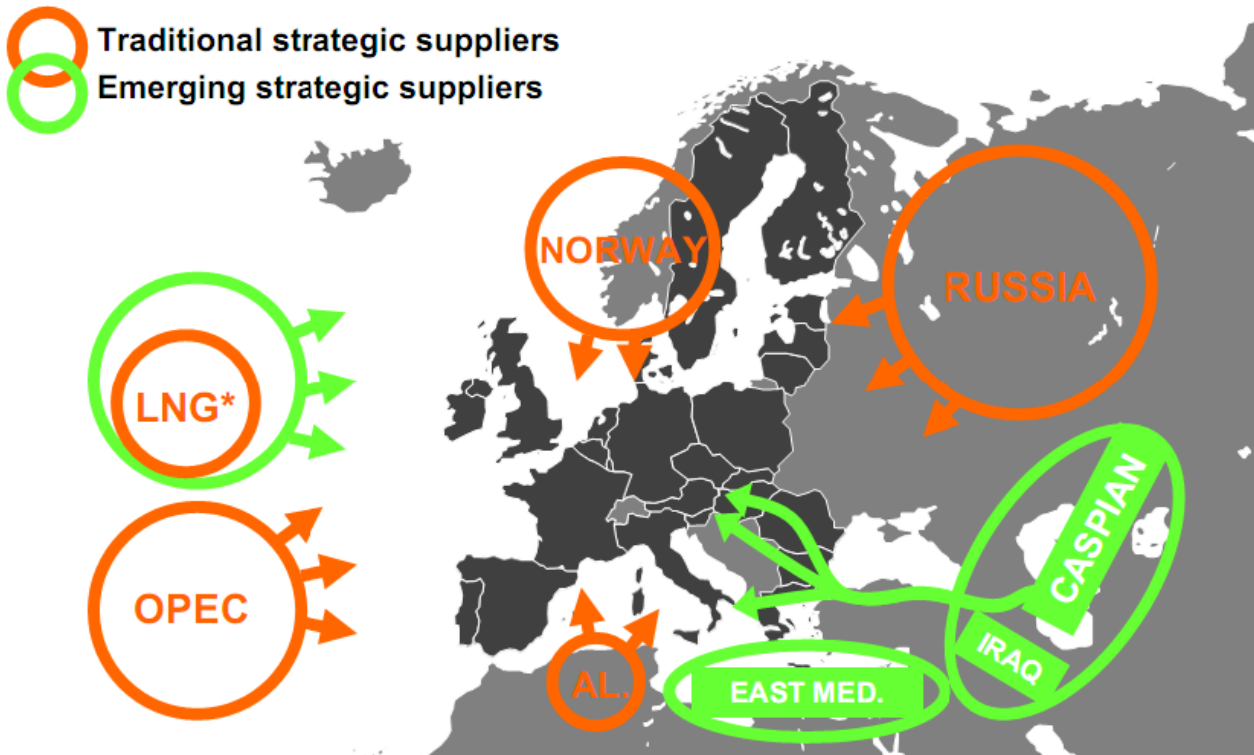 Traditional strategic suppliers
Emerging strategic suppliers
NORWAY
RUSSIA
LNG*
OPEC
CASPIAN
IRAQ
AL.
EAST MED.